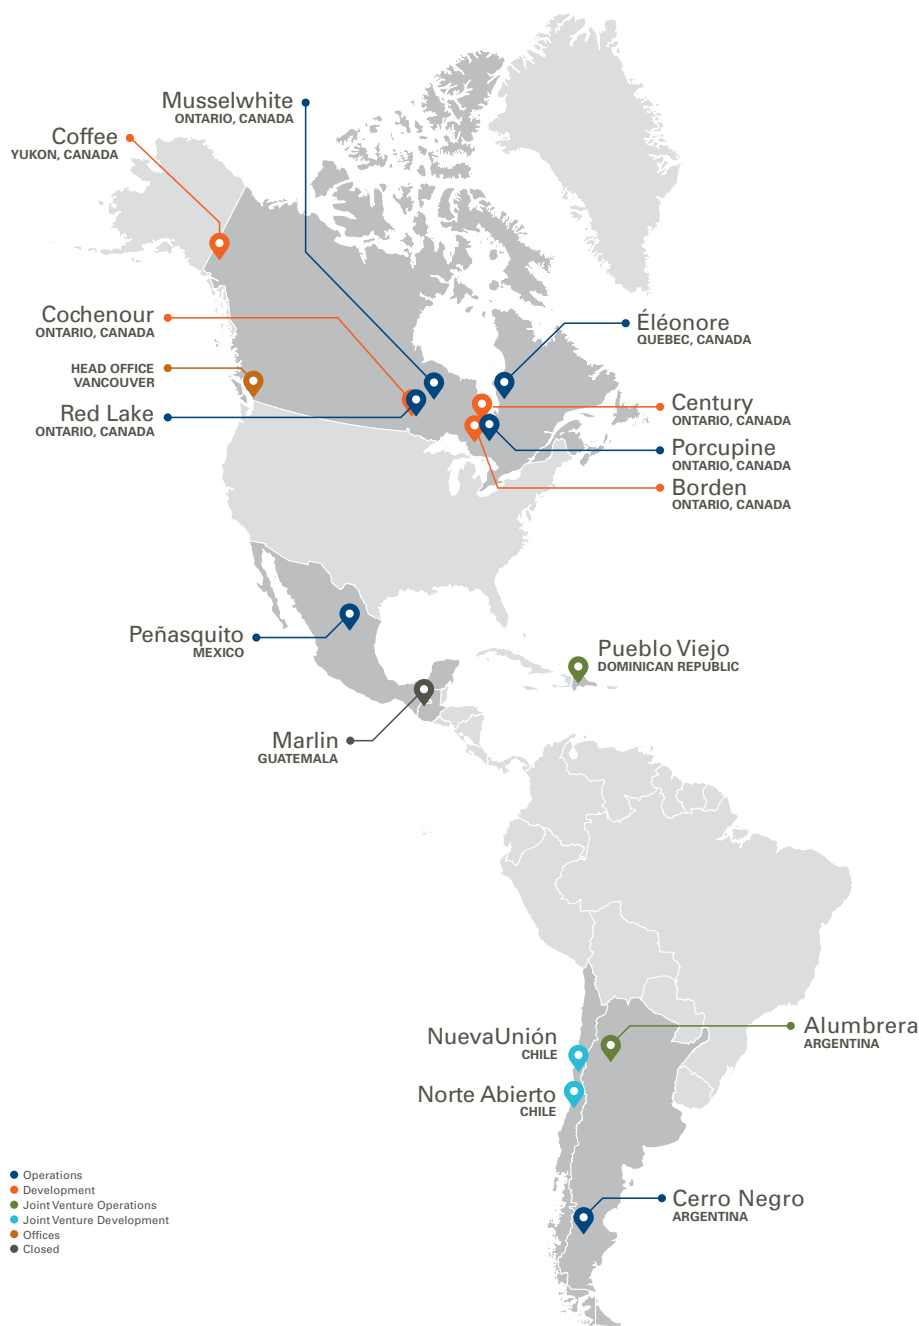 Musselwhite
ONTARIO, CANADA
Coffee
YUKON, CANADA
Cochenour
ONTARIO, CANADA
Éléonore
QUEBEC, CANADA
HEAD OFFICE
VANCOUVER
Red Lake
ONTARIO, CANADA
Century
ONTARIO, CANADA
Porcupine
ONTARIO, CANADA
Borden
ONTARIO, CANADA
Peñasquito
MEXICO
Pueblo Viejo
DOMINICAN REPUBLIC
Marlin
GUATEMALA
NuevaUnión
CHILE
Alumbrera
ARGENTINA
Norte Abierto
CHILE
Cerro Negro
ARGENTINA
Operations
Development
Joint Venture Operations
Joint Venture Development
Offices
Closed